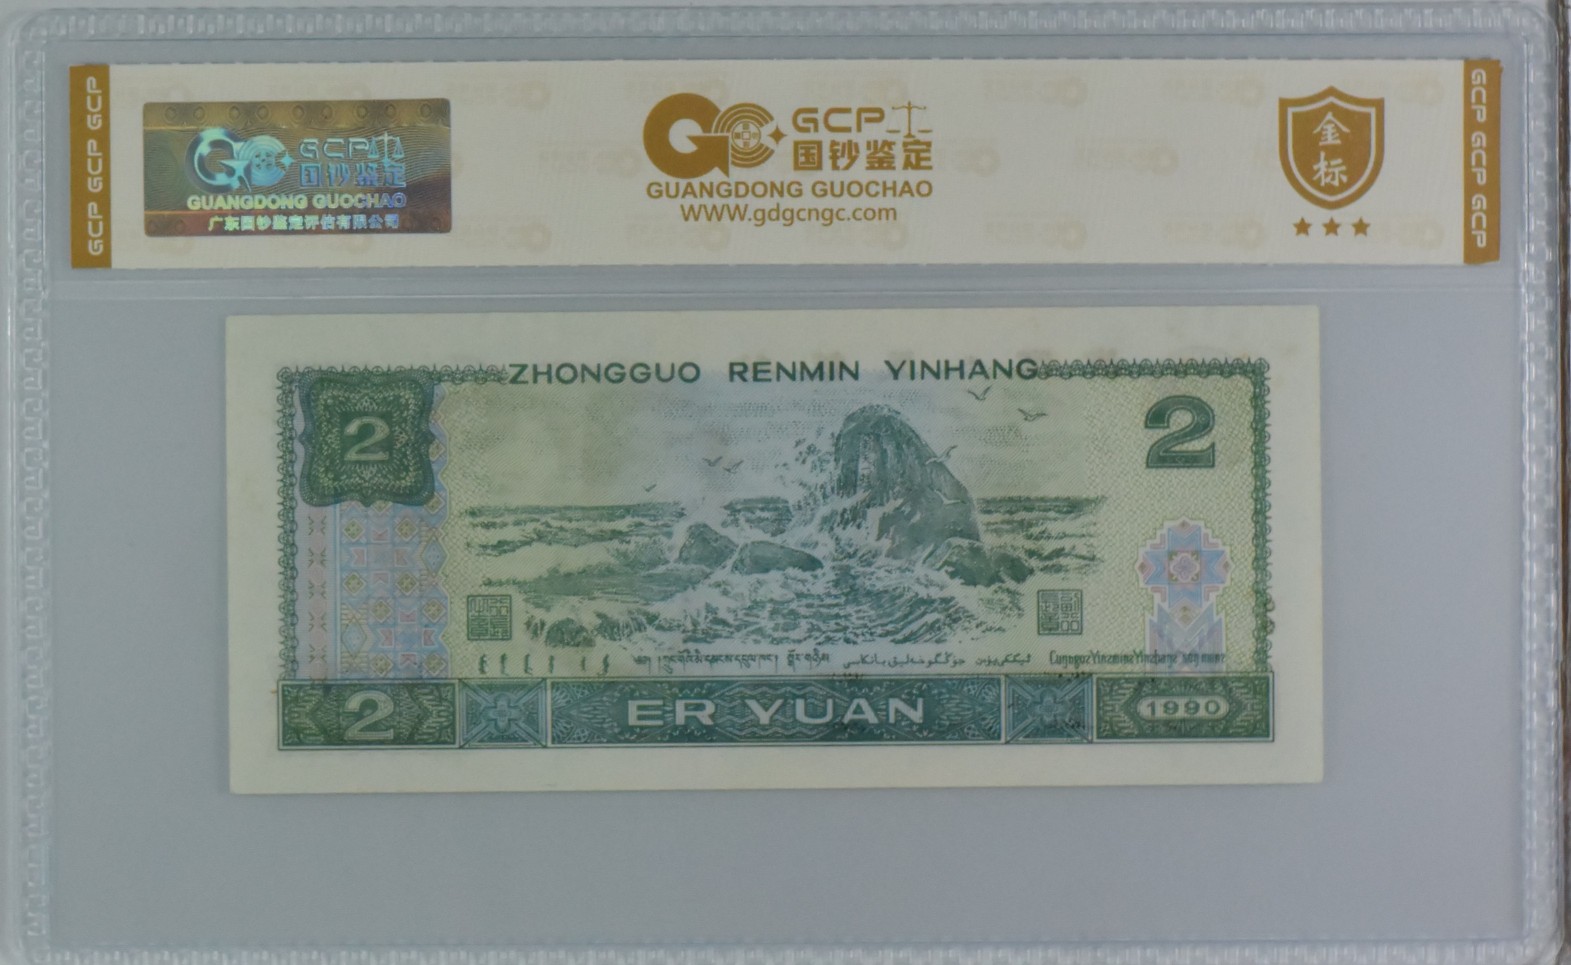 GCP GCP GCP
GCP
国钞鉴定
GUANGDONG GUOCHAO
广东国钞鉴定评估有限公司
GCP
国钞鉴定
GUANGDONG GUOCHAO
WWW.gdgcngc.com
金标
GCP GCP GCP
ZHONGGUO RENMIN YINHANG
2
2
2
ER YUAN
1990